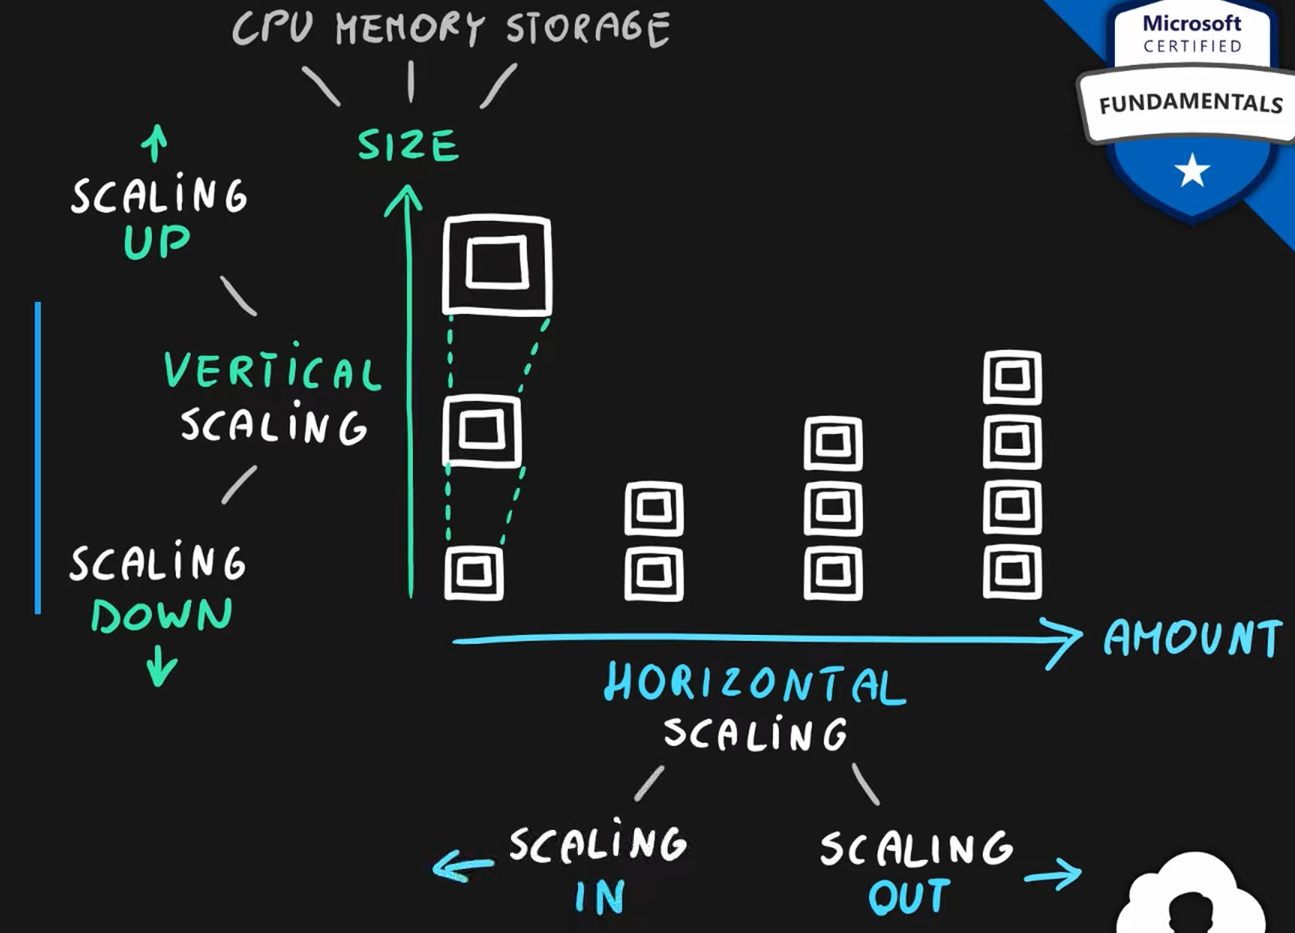 CPU MEMORY STORAGE
SIZE
SCALING
UP
VERTICAL
SCALING
SCALING
DOWN
AMOUNT
HORIZONTAL
SCALING
SCALING
IN
SCALING
OUT
Microsoft
CERTIFIED
FUNDAMENTALS